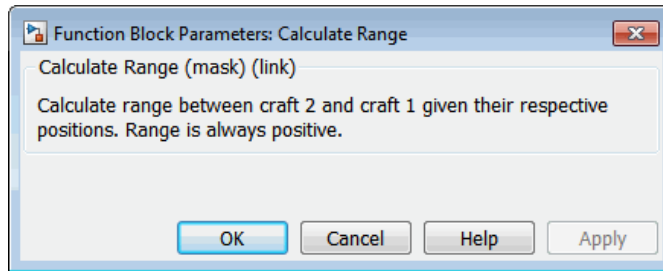 Function Block Parameters: Calculate Range
Calculate Range (mask) (link)
Calculate range between craft 2 and craft 1 given their respective
positions. Range is always positive.
OK Cancel Help Apply